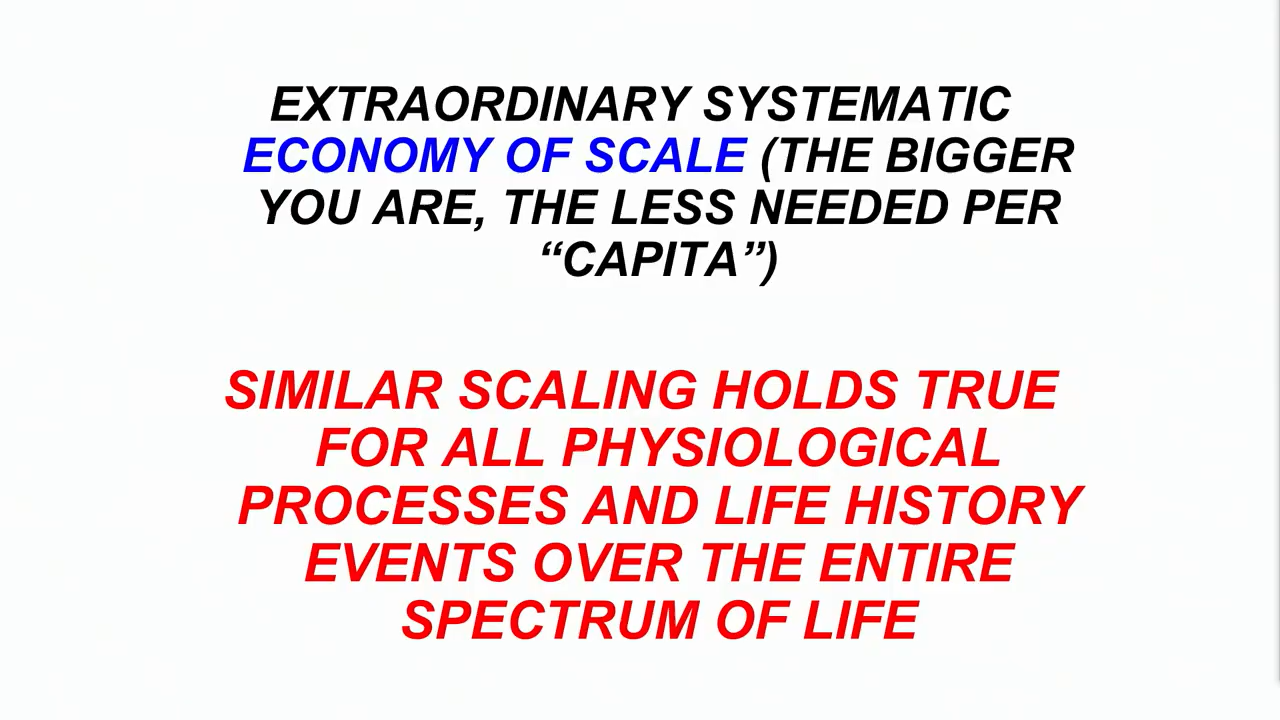 EXTRAORDINARY SYSTEMATIC
ECONOMY OF SCALE (THE BIGGER
YOU ARE, THE LESS NEEDED PER
“CAPITA”)
SIMILAR SCALING HOLDS TRUE
FOR ALL PHYSIOLOGICAL
PROCESSES AND LIFE HISTORY
EVENTS OVER THE ENTIRE
SPECTRUM OF LIFE